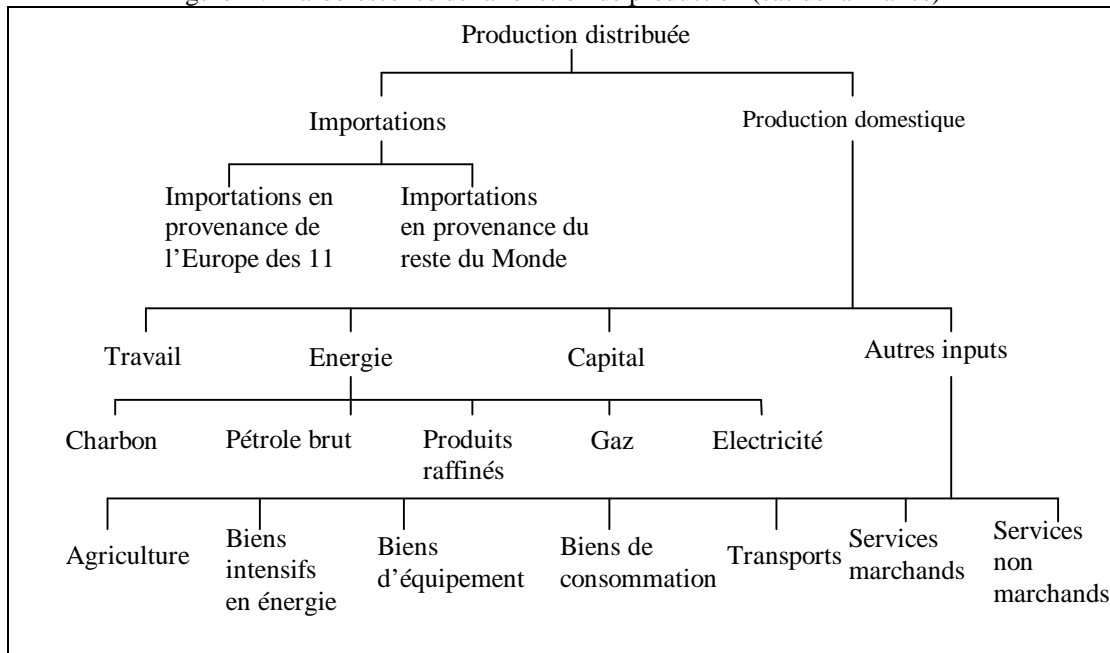 Production distribuée
Importations
Production domestique
Importations en
provenance de
l'Europe des 11
Importations
en provenance du
reste du Monde
Travail
Energie
Capital
Autres inputs
Charbon
Pétrole brut
Produits
raffinés
Gaz
Electricité
Agriculture
Biens
intensifs
en énergie
Biens
d'équipement
Biens de
consommation
Transports
Services
marchands
Services
non
marchands